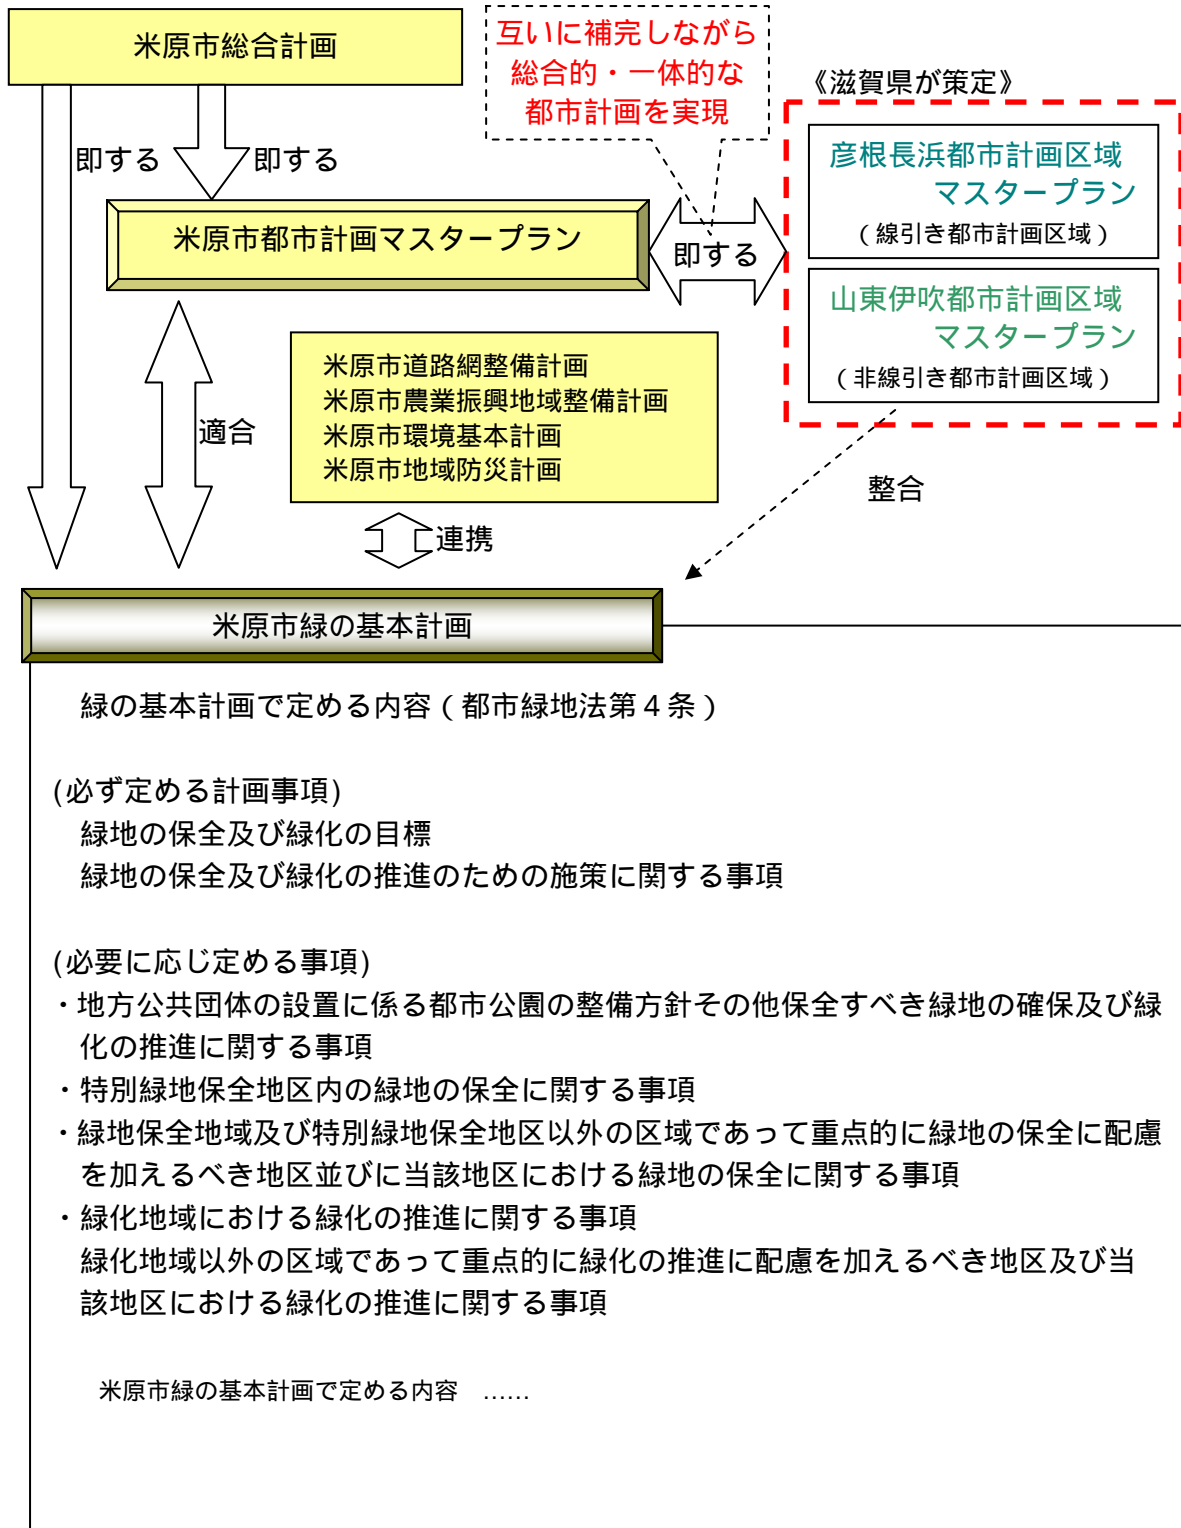 米原市総合計画
互いに補完しながら
総合的・一体的な
都市計画を実現
《滋賀県が策定》
即する
即する
彦根長浜都市計画区域
マスタープラン
（線引き都市計画区域）
米原市都市計画マスタープラン
即する
山東伊吹都市計画区域
マスタープラン
（非線引き都市計画区域）
米原市道路網整備計画
米原市農業振興地域整備計画
米原市環境基本計画
米原市地域防災計画
適合
整合
連携
米原市緑の基本計画
緑の基本計画で定める内容（都市緑地法第４条）
(必ず定める計画事項)
緑地の保全及び緑化の目標
緑地の保全及び緑化の推進のための施策に関する事項
(必要に応じ定める事項)
・地方公共団体の設置に係る都市公園の整備方針その他保全すべき緑地の確保及び緑
化の推進に関する事項
・特別緑地保全地区内の緑地の保全に関する事項
・緑地保全地域及び特別緑地保全地区以外の区域であって重点的に緑地の保全に配慮
を加えるべき地区並びに当該地区における緑地の保全に関する事項
・緑化地域における緑化の推進に関する事項
緑化地域以外の区域であって重点的に緑化の推進に配慮を加えるべき地区及び当
該地区における緑化の推進に関する事項
米原市緑の基本計画で定める内容　……